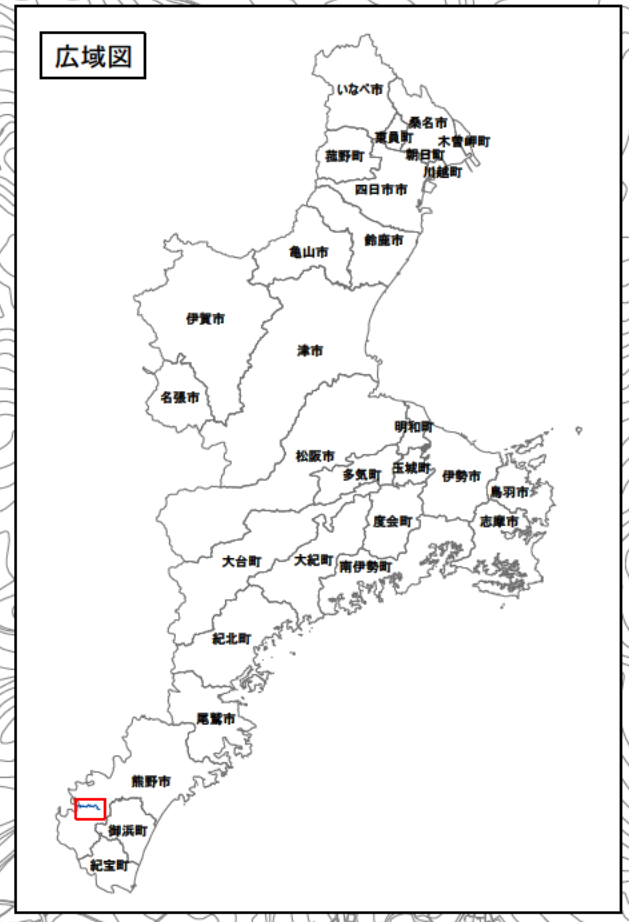 広域図
いなべ市
桑名市
東員町
木曽岬町
朝日町
菰野町
川越町
四日市市
鈴鹿市
亀山市
伊賀市
津市
名張市
明和町
松阪市
玉城町
多気町
伊勢市
鳥羽市
度会町
志摩市
大台町
大紀町
南伊勢町
紀北町
尾鷲市
熊野市
御浜町
紀宝町